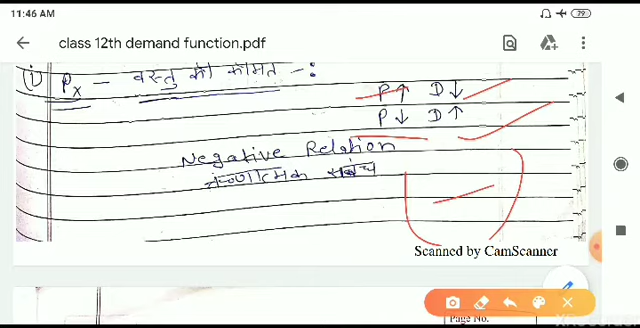 11:46 AM
79
class 12th demand function.pdf
(i) Px – वस्तु की कीमत –:
P↑ D↓
P↓ D↑
Negative Relation
ऋणात्मक संबंध
Scanned by CamScanner
Page No.